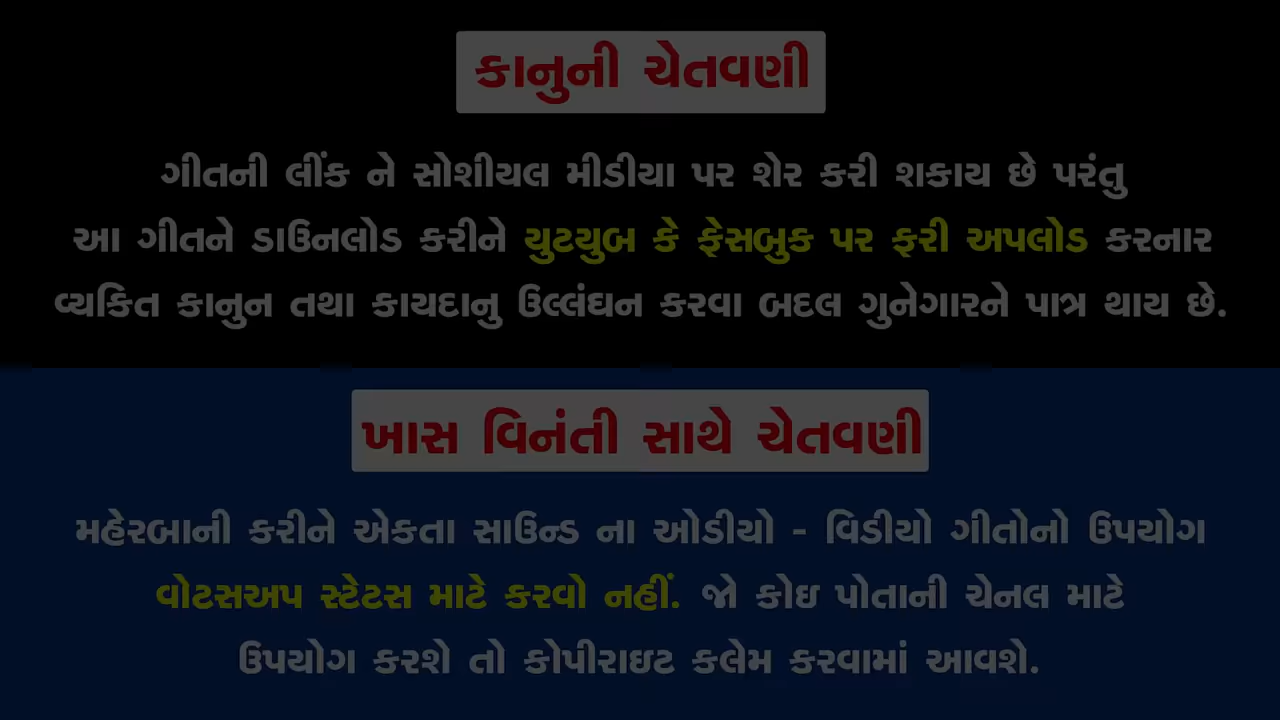 કાનુની ચેતવણી
ગીતની લીંક ને સોશીયલ મીડીયા પર શેર કરી શકાય છે પરંતુ
આ ગીતને ડાઉનલોડ કરીને યુટયુબ કે ફેસબુક પર ફરી અપલોડ કરનાર
વ્યકિત કાનુન તથા કાયદાનુ ઉલ્લંઘન કરવા બદલ ગુનેગારને પાત્ર થાય છે.
ખાસ વિનંતી સાથે ચેતવણી
મહેરબાની કરીને એકતા સાઉન્ડ ના ઓડીયો - વિડીયો ગીતોનો ઉપયોગ
વોટસઅપ સ્ટેટસ માટે કરવો નહીં. જો કોઇ પોતાની ચેનલ માટે
ઉપયોગ કરશે તો કોપીરાઇટ કલેમ કરવામાં આવશે.